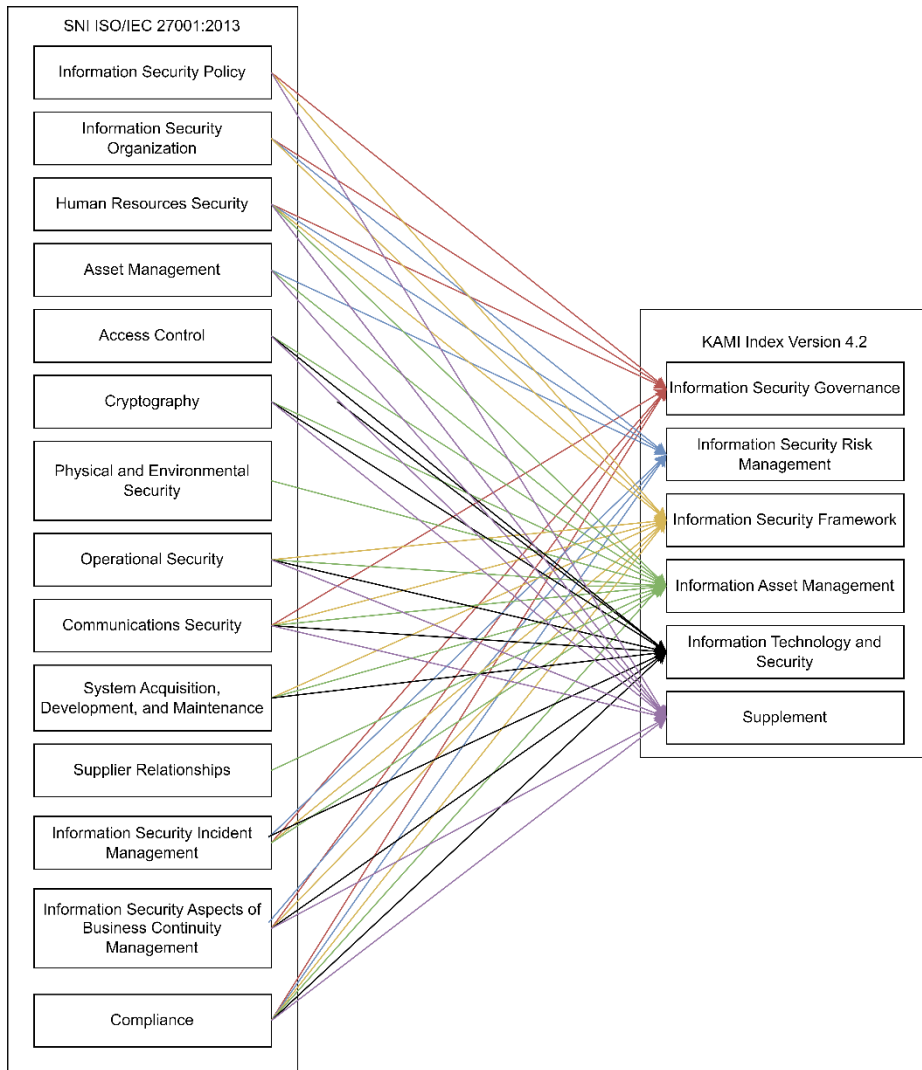 SNI ISO/IEC 27001:2013
Information Security Policy
Information Security
Organization
Human Resources Security
Asset Management
Access Control
Cryptography
Physical and Environmental
Security
Operational Security
Communications Security
System Acquisition,
Development, and Maintenance
Supplier Relationships
Information Security Incident
Management
Information Security Aspects of
Business Continuity
Management
Compliance
KAMI Index Version 4.2
Information Security Governance
Information Security Risk
Management
Information Security Framework
Information Asset Management
Information Technology and
Security
Supplement